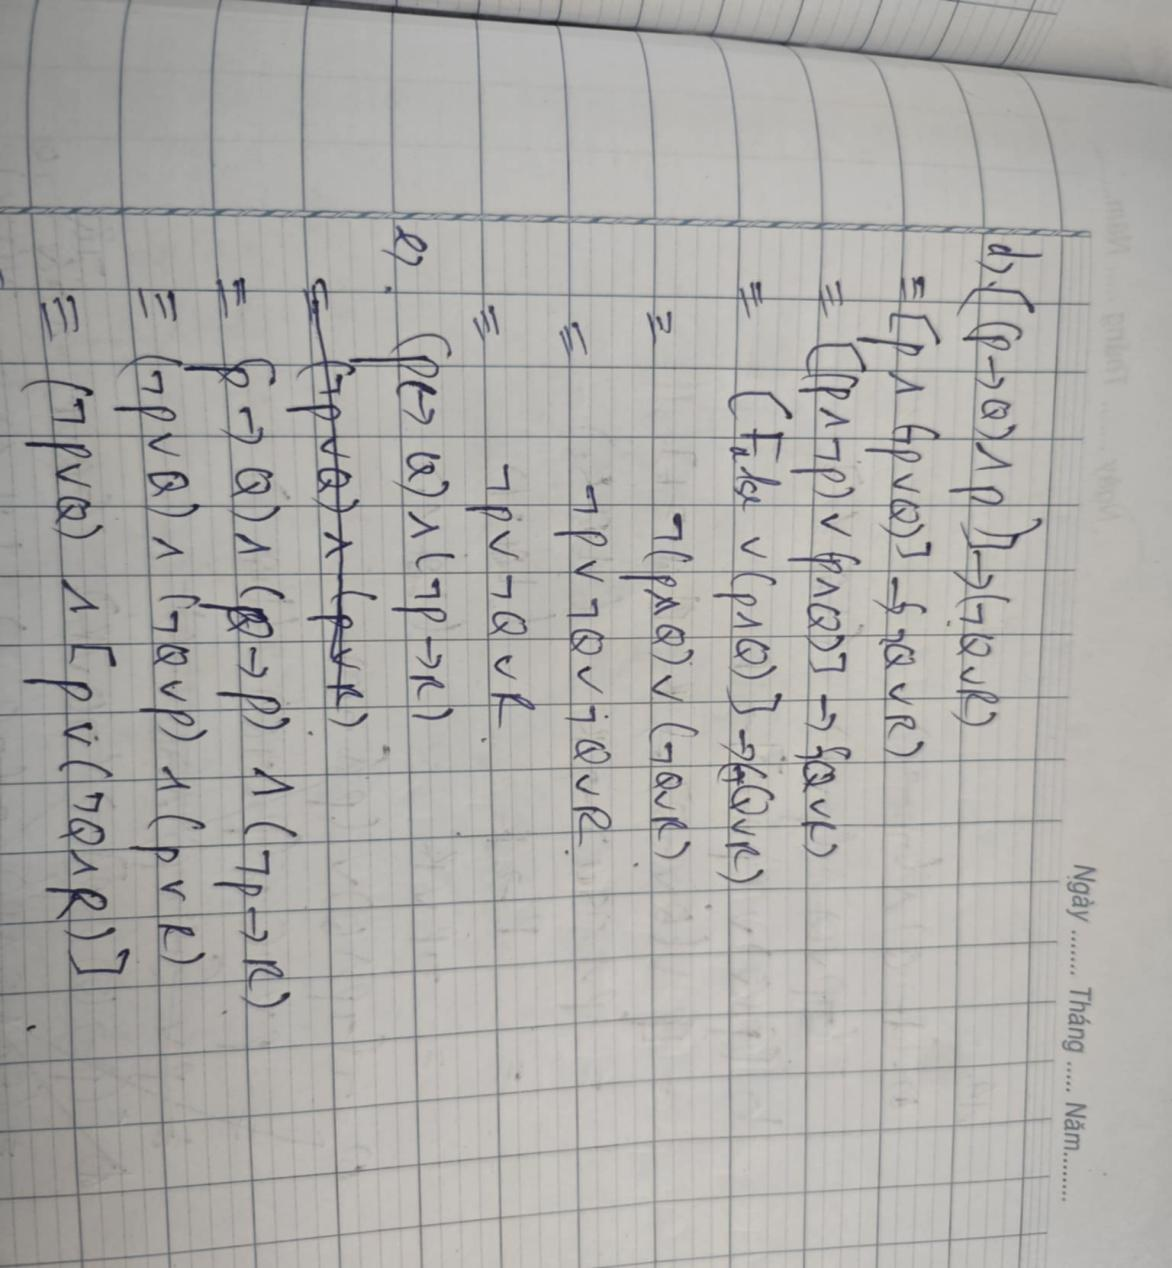 Ngày ....... Tháng ..... Năm.........
d) [(p→Q)∧p]→(¬Q∨R)
≡ [p∧(¬p∨Q)]→(¬Q∨R)
≡ [(p∧¬p)∨(p∧Q)]→(¬Q∨R)
≡ [False ∨(p∧Q)]→(¬Q∨R)
≡ ¬(p∧Q)∨(¬Q∨R)
≡ ¬p∨¬Q∨¬Q∨R
≡ ¬p∨¬Q∨R
e) (p↔Q)∧(¬p→R)
≡ (¬p∨Q)∧(p∨R)
≡ (p→Q)∧(Q→p)∧(¬p→R)
≡ (¬p∨Q)∧(¬Q∨p)∧(p∨R)
≡ (¬p∨Q)∧[p∨(¬Q∧R)]